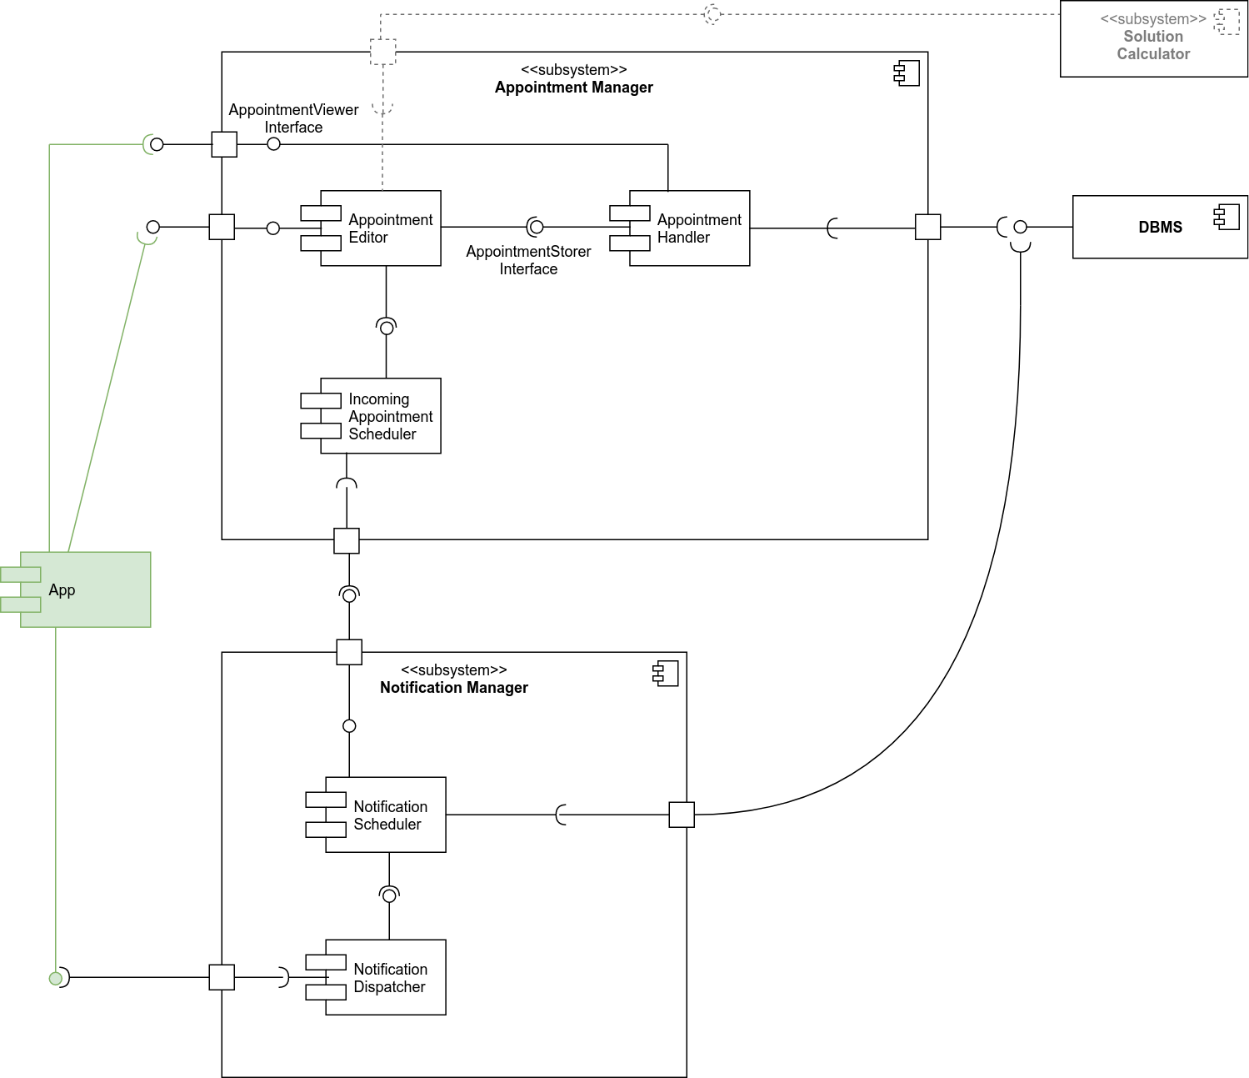 <<subsystem>>
Solution
Calculator
<<subsystem>>
Appointment Manager
AppointmentViewer
Interface
Appointment
Editor
AppointmentStorer
Interface
Appointment
Handler
DBMS
Incoming
Appointment
Scheduler
App
<<subsystem>>
Notification Manager
Notification
Scheduler
Notification
Dispatcher